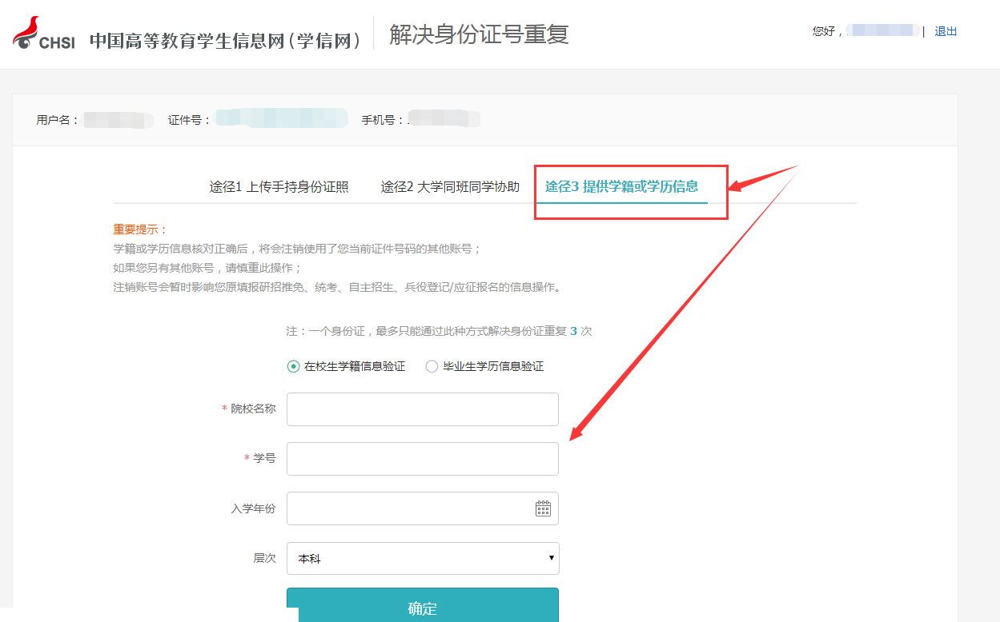 CHSI 中国高等教育学生信息网(学信网) 解决身份证号重复 您好， | 退出
用户名： 证件号： 手机号：
途径1 上传手持身份证照 途径2 大学同班同学协助 途径3 提供学籍或学历信息
重要提示：
学籍或学历信息核对正确后，将会注销使用了您当前证件号码的其他账号；
如果您另有其他账号，请慎重此操作；
注销账号会暂时影响您原填报研招推免、统考、自主招生、兵役登记/应征报名的信息操作。
注：一个身份证，最多只能通过此种方式解决身份证重复 3 次
在校生学籍信息验证 毕业生学历信息验证
* 院校名称
* 学号
入学年份
层次 本科
确定